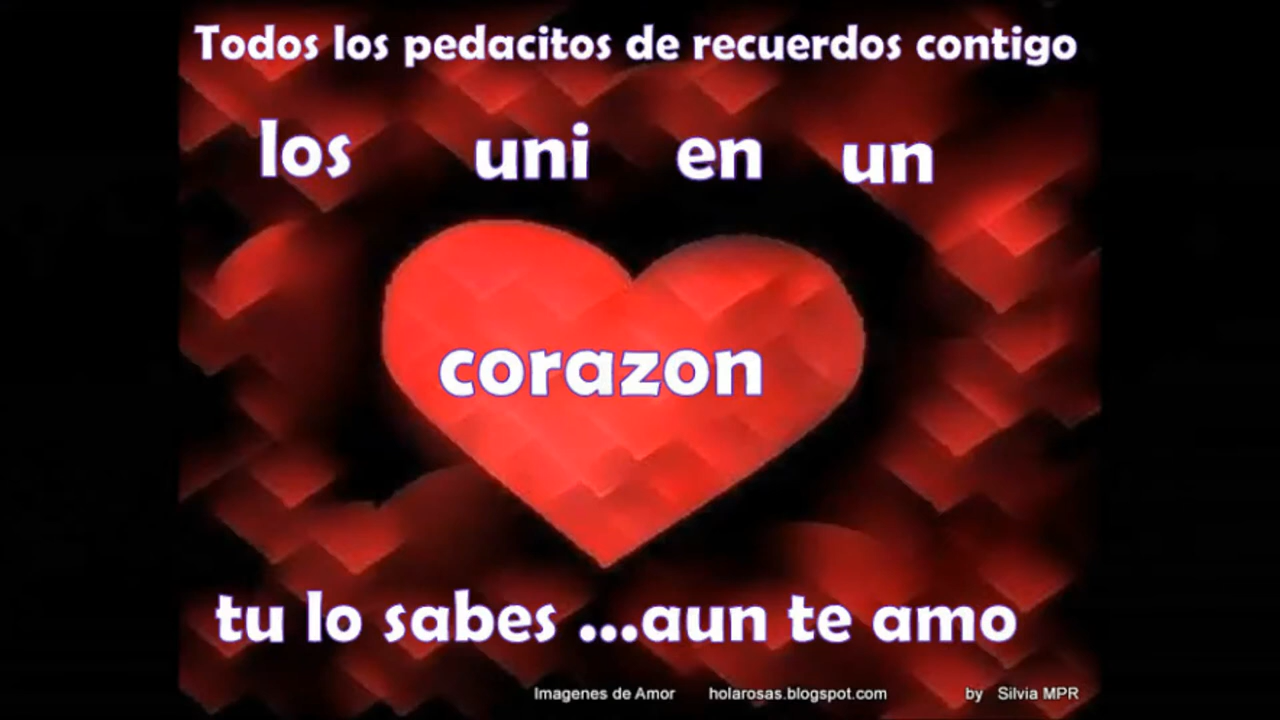 Todos los pedacitos de recuerdos contigo
los uni en un
corazon
tu lo sabes ...aun te amo
Imagenes de Amor holarosas.blogspot.com by Silvia MPR